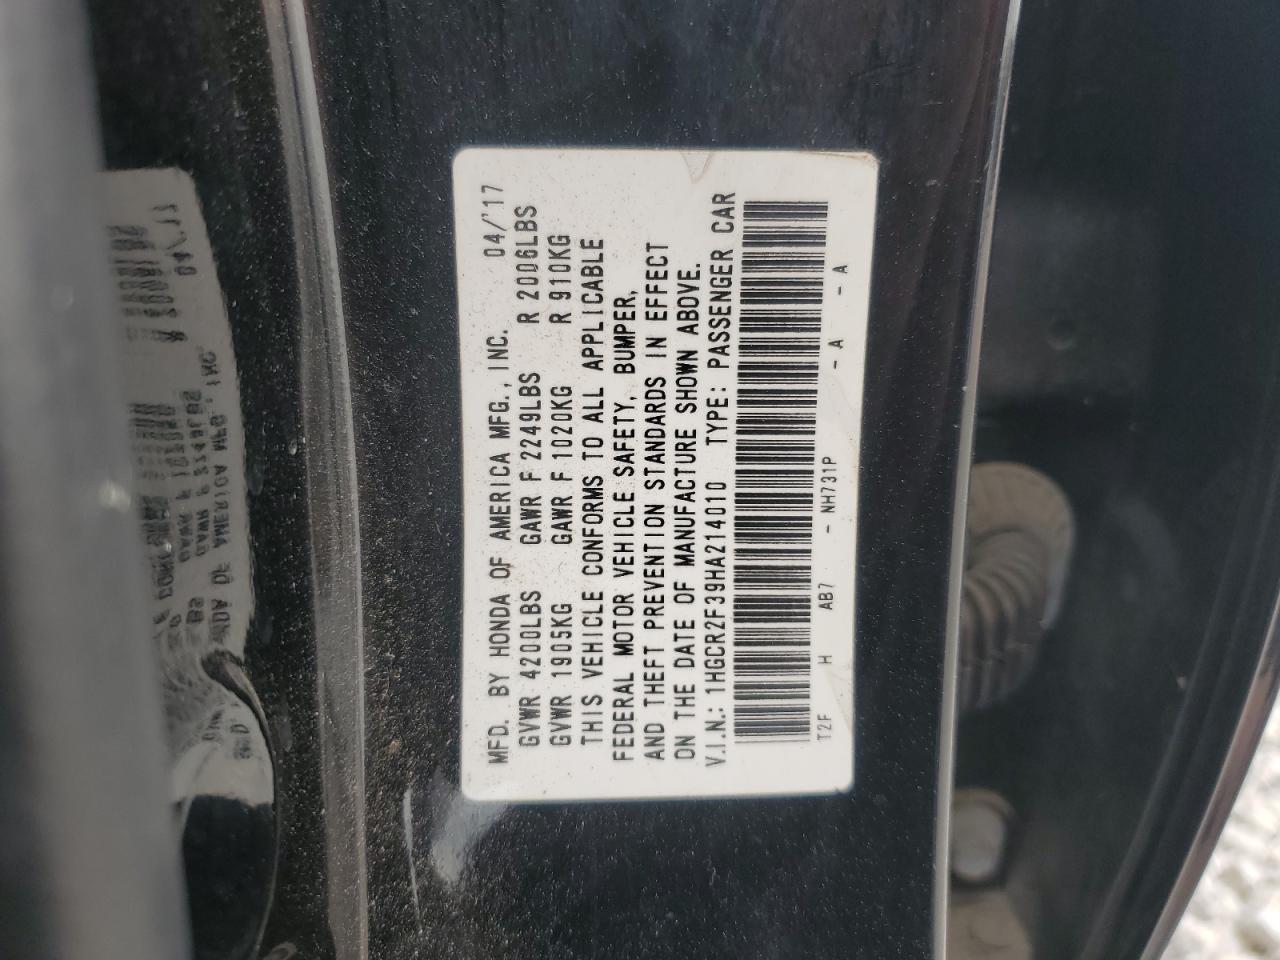 MFD. BY HONDA OF AMERICA MFG., INC. 04/'17
GVWR 4200LBS GAWR F 2249LBS R 2006LBS
GVWR 1905KG GAWR F 1020KG R 910KG
THIS VEHICLE CONFORMS TO ALL APPLICABLE
FEDERAL MOTOR VEHICLE SAFETY, BUMPER,
AND THEFT PREVENTION STANDARDS IN EFFECT
ON THE DATE OF MANUFACTURE SHOWN ABOVE.
V.I.N.: 1HGCR2F39HA214010 TYPE: PASSENGER CAR
T2F H AB7 - NH731P - A - A